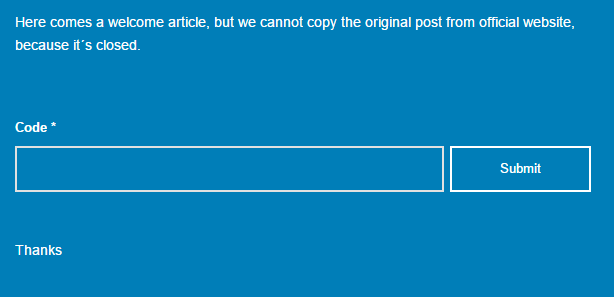 Here comes a welcome article, but we cannot copy the original post from official website,
because it´s closed.
Code *
Submit
Thanks